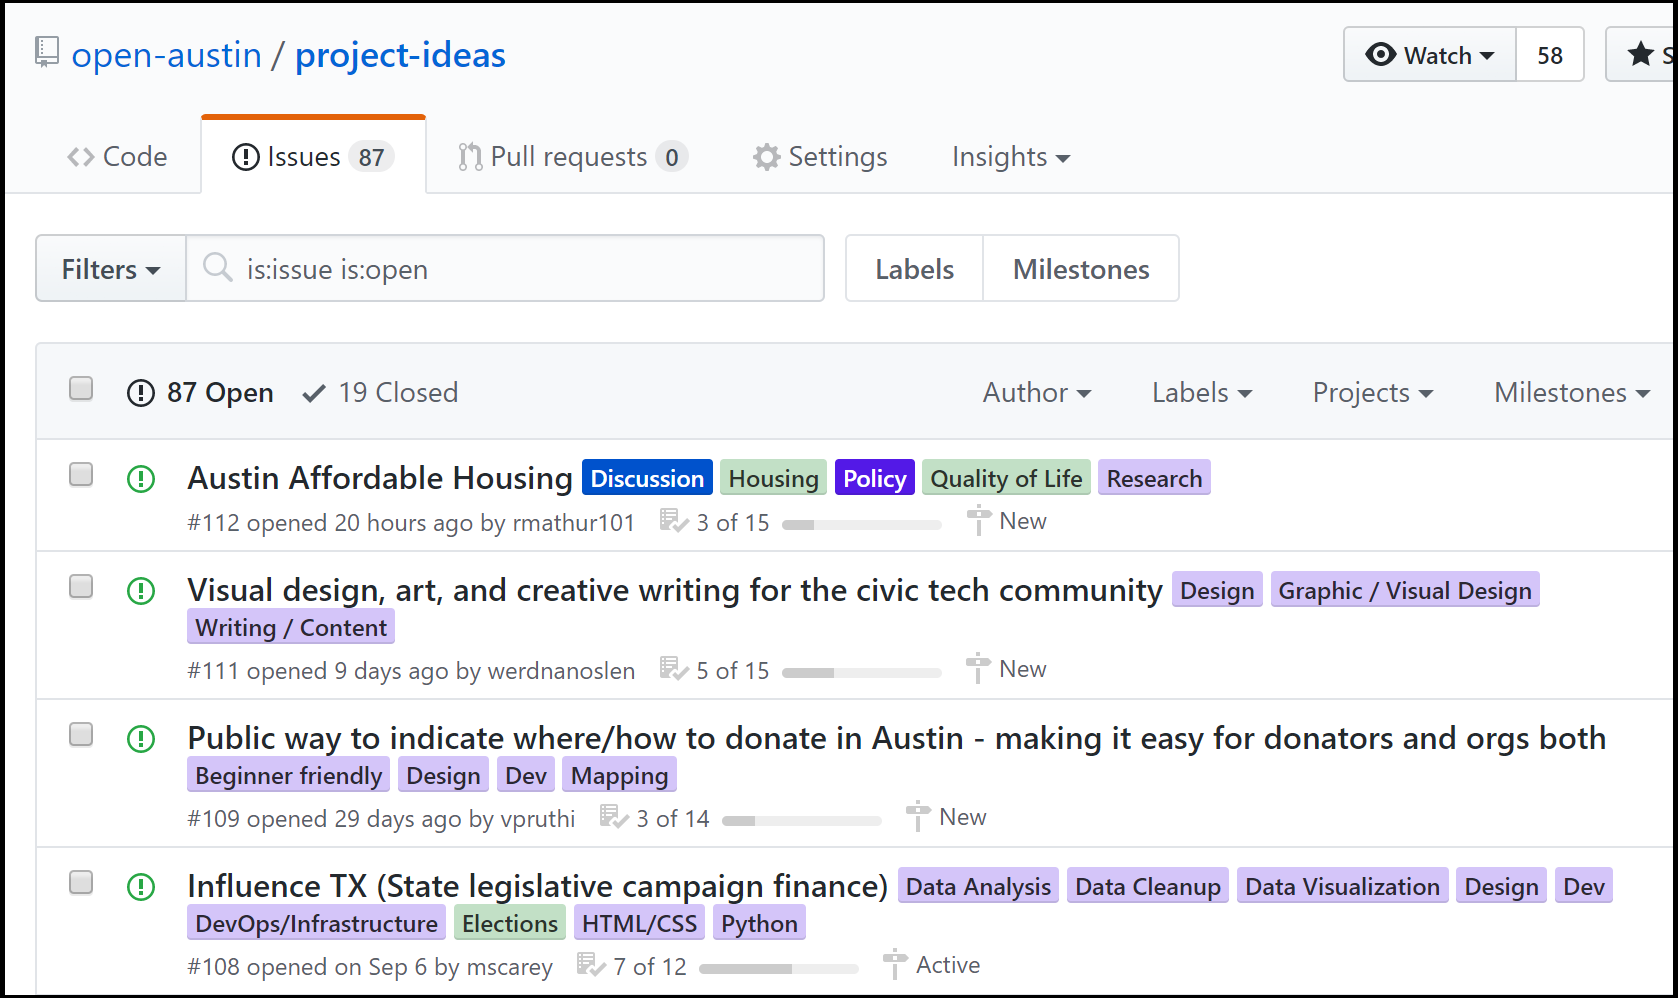 open-austin / project-ideas
Watch 58
Code Issues 87 Pull requests 0 Settings Insights
Filters is:issue is:open Labels Milestones
87 Open 19 Closed Author Labels Projects Milestones
Austin Affordable Housing Discussion Housing Policy Quality of Life Research
#112 opened 20 hours ago by rmathur101 3 of 15 New
Visual design, art, and creative writing for the civic tech community Design Graphic / Visual Design
Writing / Content
#111 opened 9 days ago by werdnanoslen 5 of 15 New
Public way to indicate where/how to donate in Austin - making it easy for donators and orgs both
Beginner friendly Design Dev Mapping
#109 opened 29 days ago by vpruthi 3 of 14 New
Influence TX (State legislative campaign finance) Data Analysis Data Cleanup Data Visualization Design Dev
DevOps/Infrastructure Elections HTML/CSS Python
#108 opened on Sep 6 by mscarey 7 of 12 Active